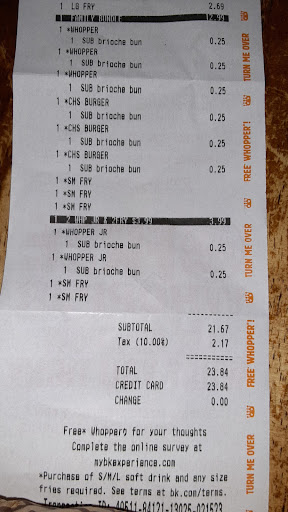 1 LG FRY 2.69
1 FAMILY BUNDLE 12.99
1 *WHOPPER
1 SUB brioche bun 0.25
1 *WHOPPER
1 SUB brioche bun 0.25
1 *WHOPPER
1 SUB brioche bun 0.25
1 *CHS BURGER
1 SUB brioche bun 0.25
1 *CHS BURGER
1 SUB brioche bun 0.25
1 *CHS BURGER
1 SUB brioche bun 0.25
1 *SM FRY
1 *SM FRY
1 *SM FRY
1 2 WHP JR & 2FRY $3.99 3.99
1 *WHOPPER JR
1 SUB brioche bun 0.25
1 *WHOPPER JR
1 SUB brioche bun 0.25
1 *SM FRY
1 *SM FRY
SUBTOTAL 21.67
Tax (10.00%) 2.17
TOTAL 23.84
CREDIT CARD 23.84
CHANGE 0.00
Free* Whopper® for your thoughts
Complete the online survey at
mybkexperience.com
*Purchase of S/M/L soft drink and any size
fries required. See terms at bk.com/terms.
TURN ME OVER
FREE WHOPPER®!
TURN ME OVER
FREE WHOPPER®!
TURN ME OVER